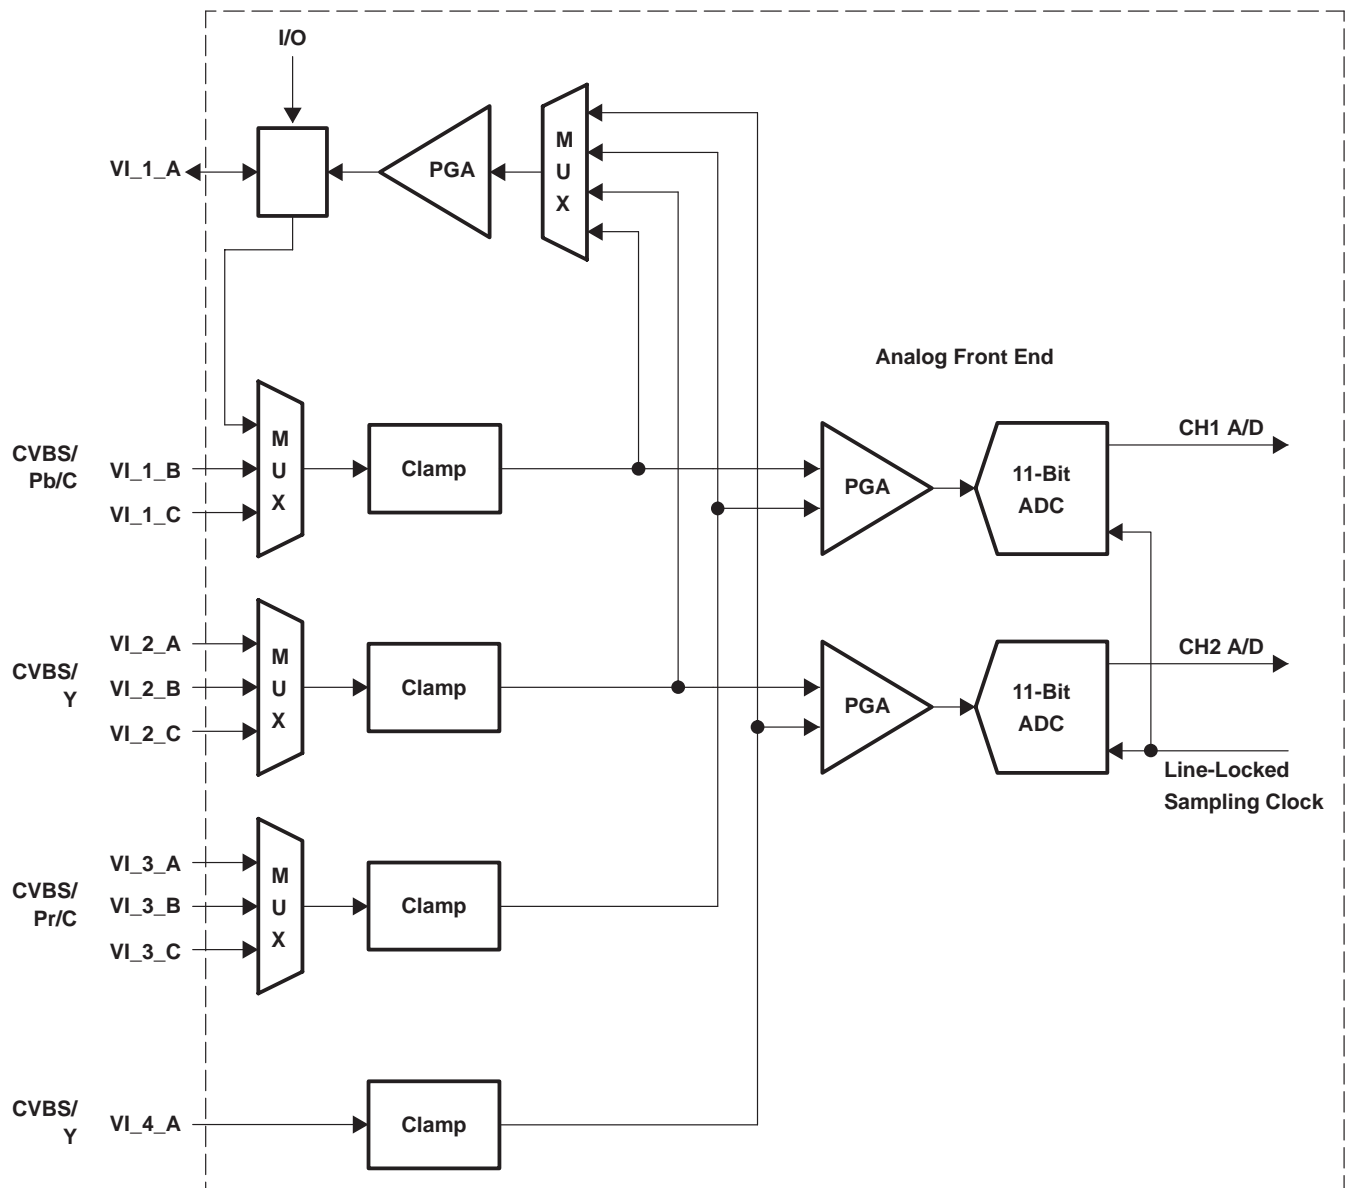 I/O
VI_1_A
PGA
M
U
X
Analog Front End
CVBS/
Pb/C
VI_1_B
VI_1_C
M
U
X
Clamp
PGA
11-Bit
ADC
CH1 A/D
CVBS/
Y
VI_2_A
VI_2_B
VI_2_C
M
U
X
Clamp
PGA
11-Bit
ADC
CH2 A/D
Line-Locked
Sampling Clock
CVBS/
Pr/C
VI_3_A
VI_3_B
VI_3_C
M
U
X
Clamp
CVBS/
Y
VI_4_A
Clamp